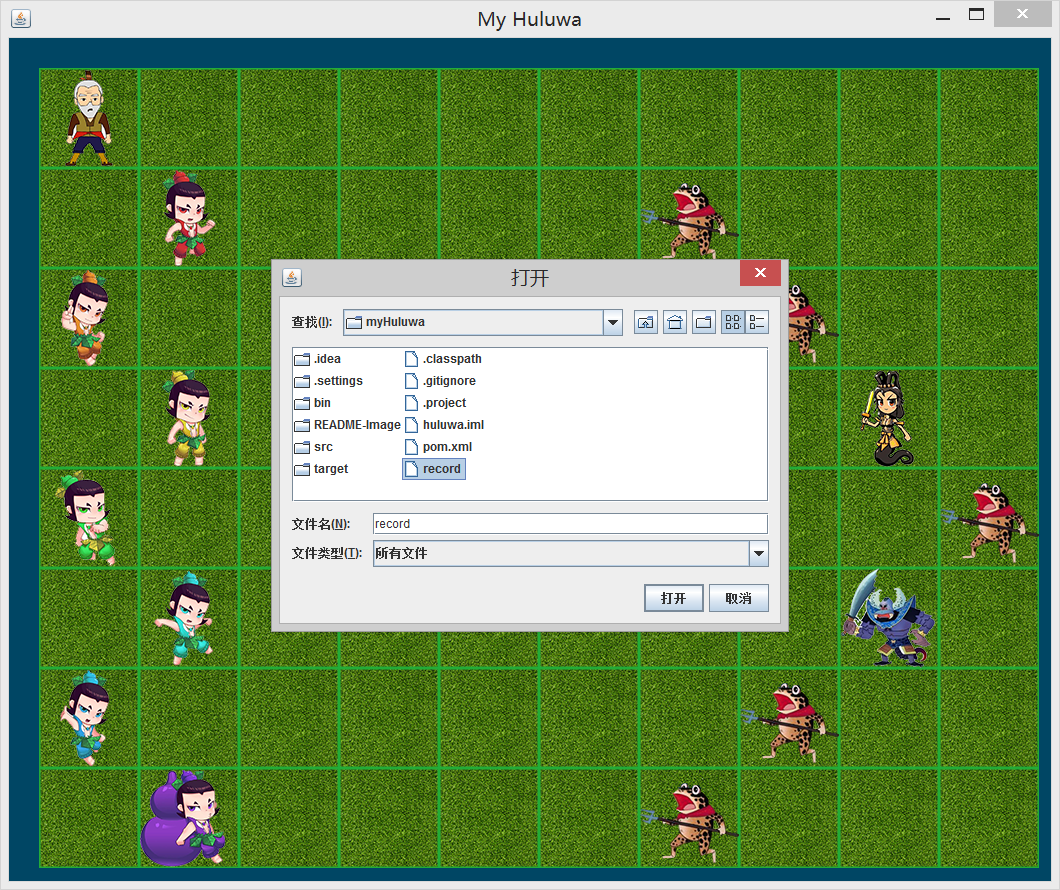 My Huluwa
打开
查找(I):
myHuluwa
.idea
.settings
bin
README-Image
src
target
.classpath
.gitignore
.project
huluwa.iml
pom.xml
record
文件名(N):
record
文件类型(T):
所有文件
打开
取消